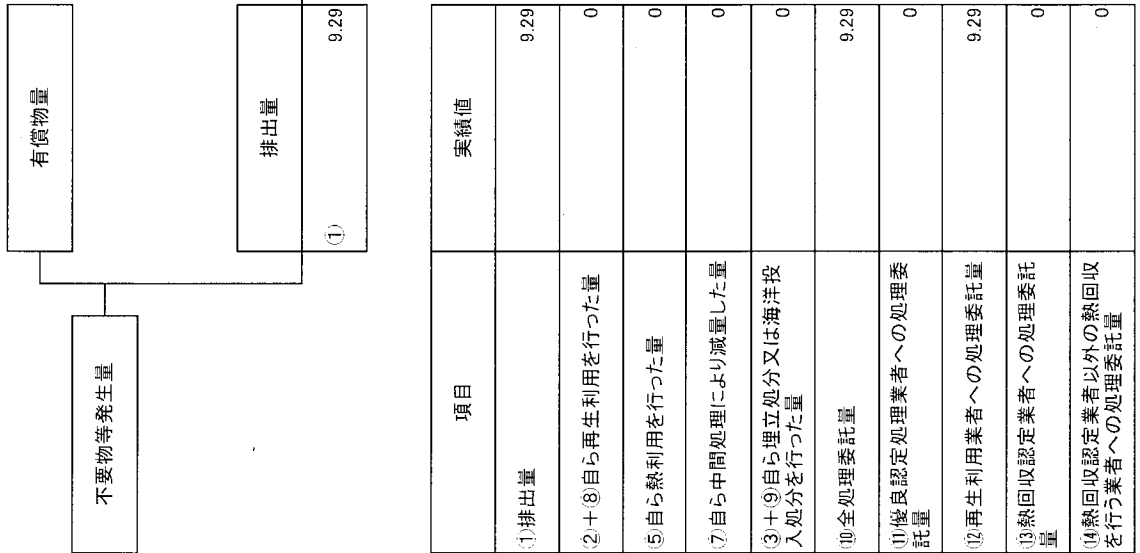 不要物等発生量
有償物量
排出量
① 9.29
項目 実績値
①排出量 9.29
②+⑧自ら再生利用を行った量 0
⑤自ら熱利用を行った量 0
⑦自ら中間処理により減量した量 0
③+⑨自ら埋立処分又は海洋投
入処分を行った量 0
⑩全処理委託量 9.29
⑪優良認定処理業者への処理委
託量 0
⑫再生利用業者への処理委託量 9.29
⑬熱回収認定業者への処理委託
量 0
⑭熱回収認定業者以外の熱回収
を行う業者への処理委託量 0